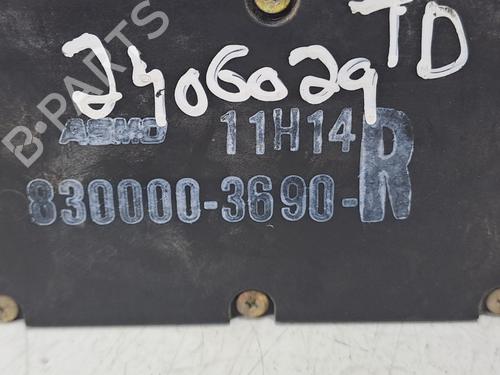 TD
2406029
ASMO 11H14
830000-3690-R
B-PARTS